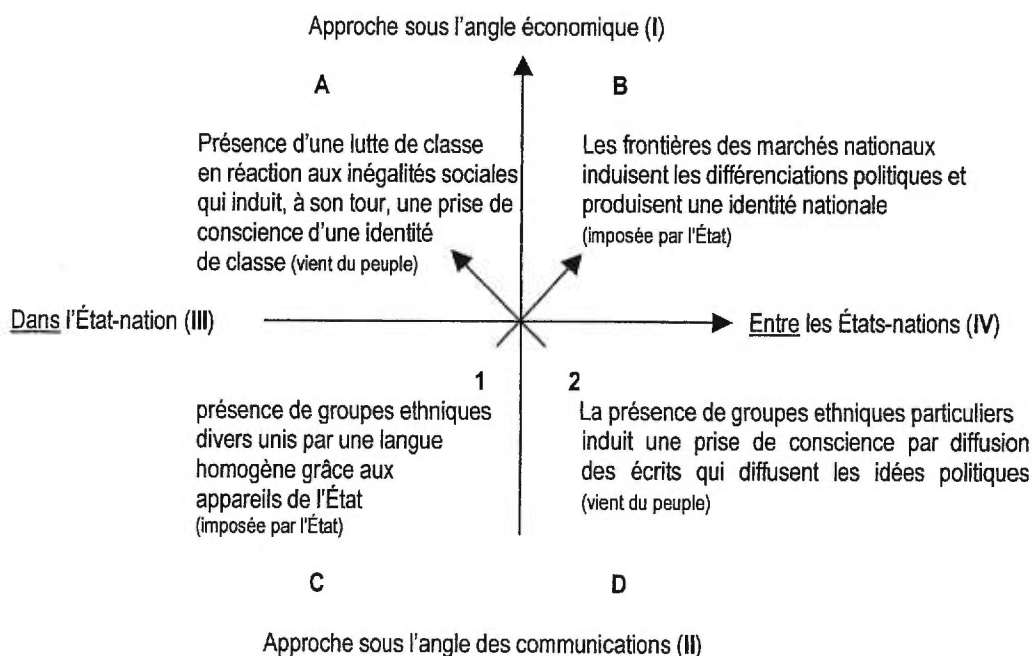 Approche sous l'angle économique (I)
A
B
Présence d'une lutte de classe
en réaction aux inégalités sociales
qui induit, à son tour, une prise de
conscience d'une identité
de classe (vient du peuple)
Les frontières des marchés nationaux
induisent les différenciations politiques et
produisent une identité nationale
(imposée par l'État)
Dans l'État-nation (III)
Entre les États-nations (IV)
1
2
présence de groupes ethniques
divers unis par une langue
homogène grâce aux
appareils de l'État
(imposée par l'État)
La présence de groupes ethniques particuliers
induit une prise de conscience par diffusion
des écrits qui diffusent les idées politiques
(vient du peuple)
C
D
Approche sous l'angle des communications (II)